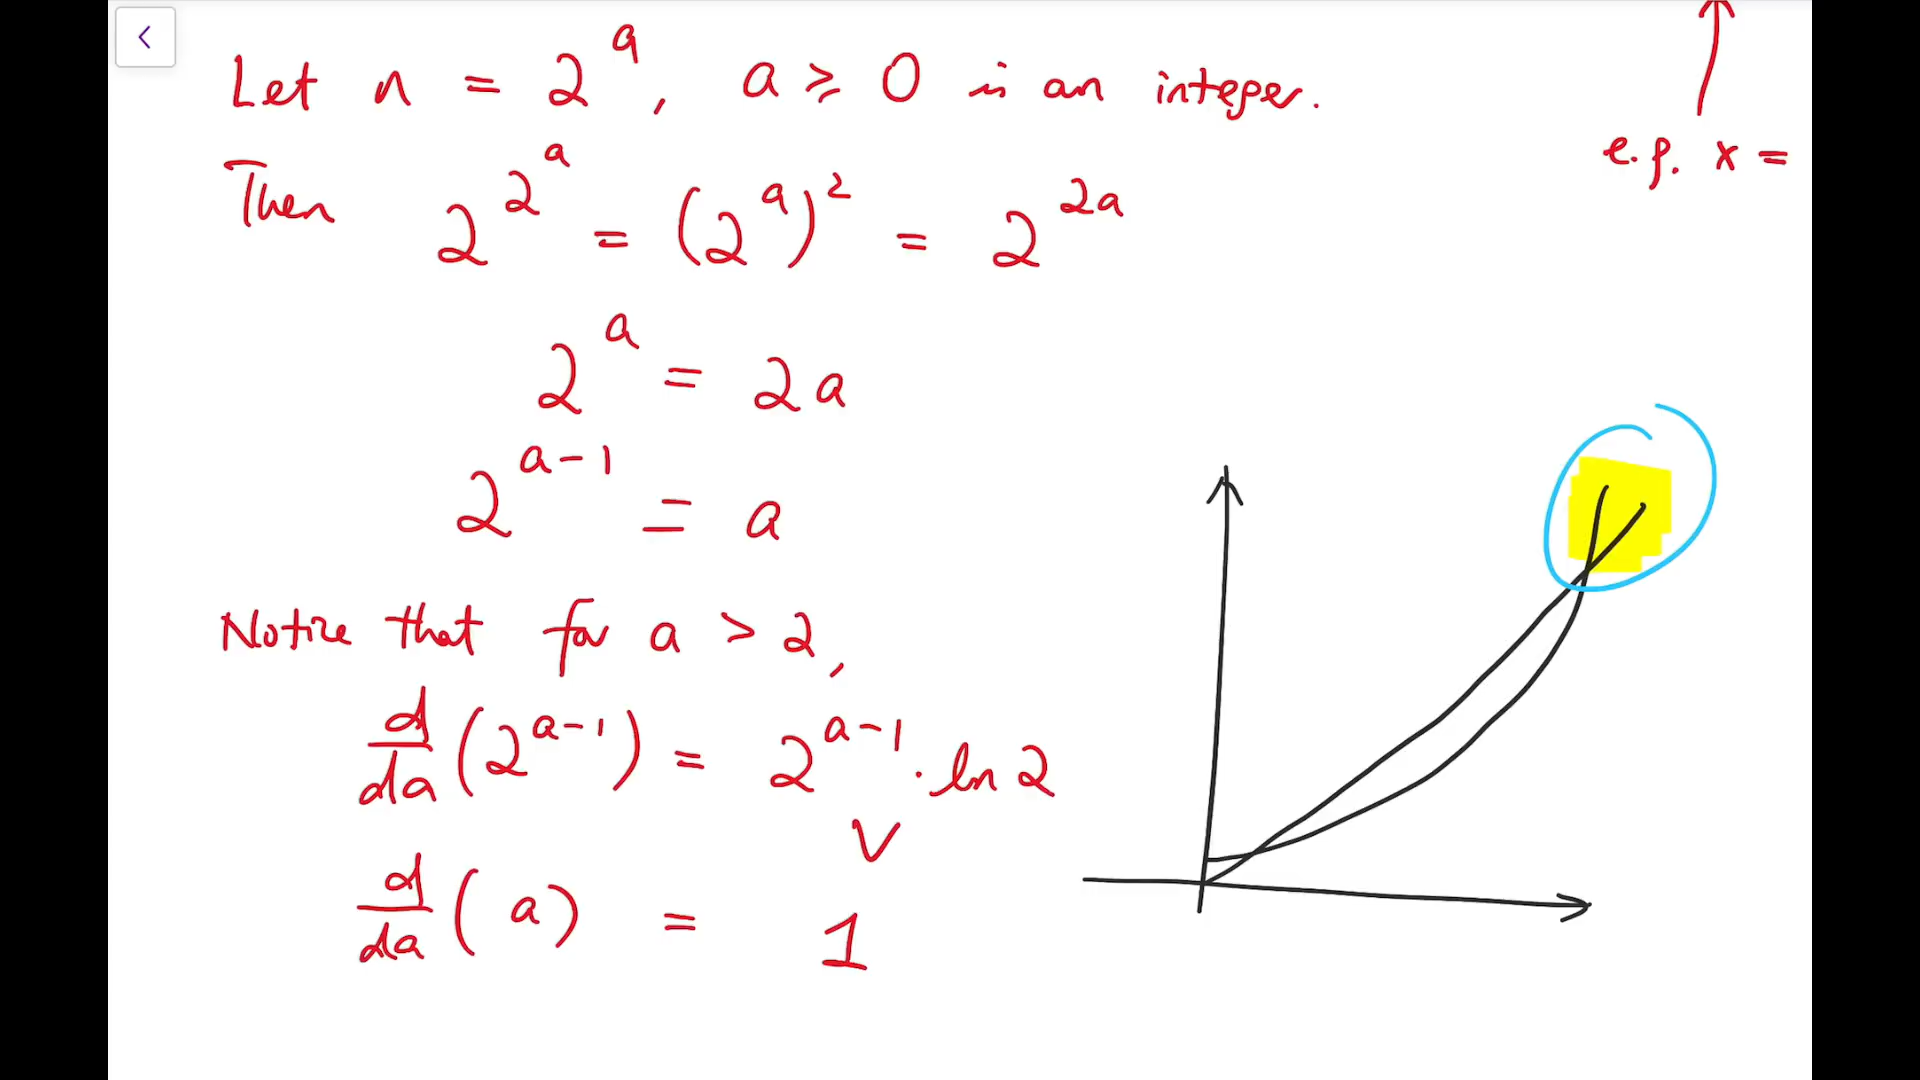 Let n = 2^a, a ⩾ 0 is an integer.
Then 2^{2^a} = (2^a)^2 = 2^{2a}
e.g. x =
2^a = 2a
2^{a-1} = a
Notice that for a > 2,
d/da (2^{a-1}) = 2^{a-1} · ln 2
∨
d/da (a) = 1